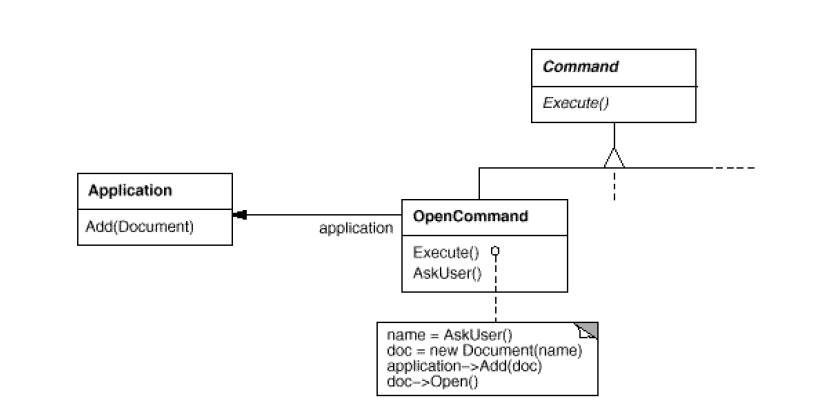 Command
Execute()
Application
Add(Document)
application
OpenCommand
Execute()
AskUser()
name = AskUser()
doc = new Document(name)
application–>Add(doc)
doc–>Open()